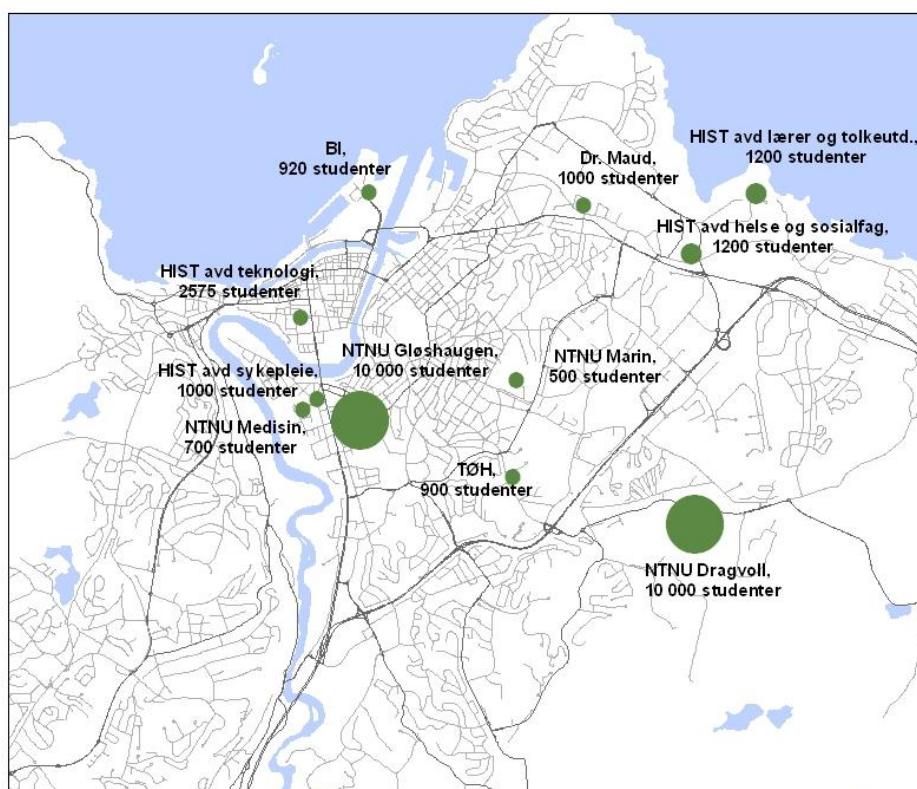 BI,
920 studenter
Dr. Maud,
1000 studenter
HIST avd lærer og tolkeutd.,
1200 studenter
HIST avd helse og sosialfag,
1200 studenter
HIST avd teknologi,
2575 studenter
NTNU Gløshaugen,
10 000 studenter
NTNU Marin,
500 studenter
HIST avd sykepleie,
1000 studenter
NTNU Medisin,
700 studenter
TØH,
900 studenter
NTNU Dragvoll,
10 000 studenter